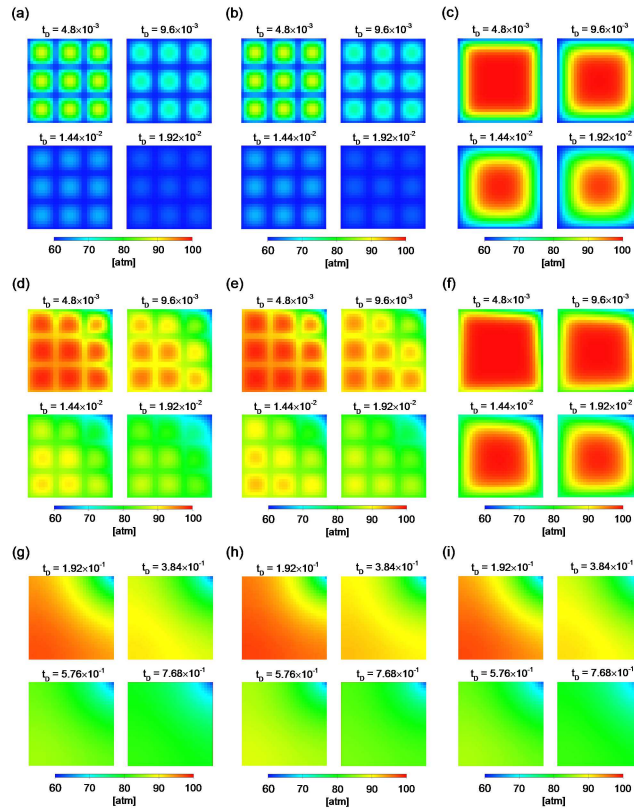 (a) (b) (c)
t_D = 4.8×10⁻³ t_D = 9.6×10⁻³ t_D = 4.8×10⁻³ t_D = 9.6×10⁻³ t_D = 4.8×10⁻³ t_D = 9.6×10⁻³
t_D = 1.44×10⁻² t_D = 1.92×10⁻² t_D = 1.44×10⁻² t_D = 1.92×10⁻² t_D = 1.44×10⁻² t_D = 1.92×10⁻²
60 70 80 90 100 60 70 80 90 100 60 70 80 90 100
[atm] [atm] [atm]
(d) (e) (f)
t_D = 4.8×10⁻³ t_D = 9.6×10⁻³ t_D = 4.8×10⁻³ t_D = 9.6×10⁻³ t_D = 4.8×10⁻³ t_D = 9.6×10⁻³
t_D = 1.44×10⁻² t_D = 1.92×10⁻² t_D = 1.44×10⁻² t_D = 1.92×10⁻² t_D = 1.44×10⁻² t_D = 1.92×10⁻²
60 70 80 90 100 60 70 80 90 100 60 70 80 90 100
[atm] [atm] [atm]
(g) (h) (i)
t_D = 1.92×10⁻¹ t_D = 3.84×10⁻¹ t_D = 1.92×10⁻¹ t_D = 3.84×10⁻¹ t_D = 1.92×10⁻¹ t_D = 3.84×10⁻¹
t_D = 5.76×10⁻¹ t_D = 7.68×10⁻¹ t_D = 5.76×10⁻¹ t_D = 7.68×10⁻¹ t_D = 5.76×10⁻¹ t_D = 7.68×10⁻¹
60 70 80 90 100 60 70 80 90 100 60 70 80 90 100
[atm] [atm] [atm]